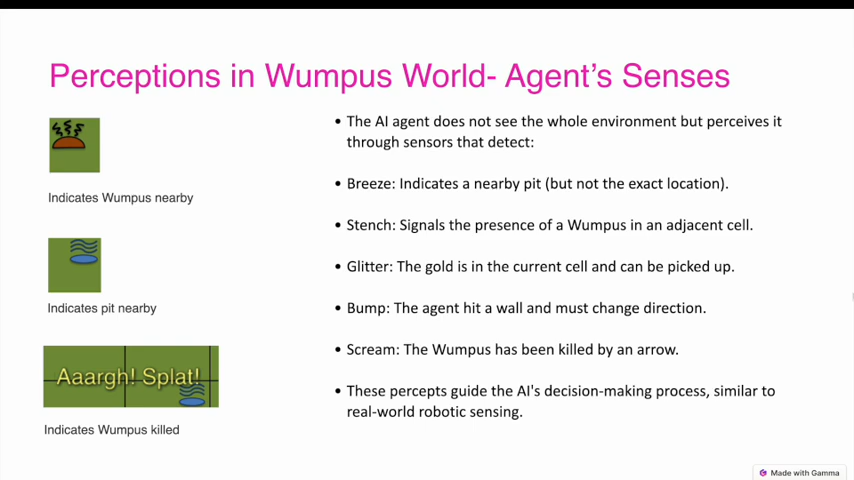 Perceptions in Wumpus World- Agent's Senses
Indicates Wumpus nearby
Indicates pit nearby
Aaargh! Splat!
Indicates Wumpus killed
• The AI agent does not see the whole environment but perceives it
through sensors that detect:
• Breeze: Indicates a nearby pit (but not the exact location).
• Stench: Signals the presence of a Wumpus in an adjacent cell.
• Glitter: The gold is in the current cell and can be picked up.
• Bump: The agent hit a wall and must change direction.
• Scream: The Wumpus has been killed by an arrow.
• These percepts guide the AI's decision-making process, similar to
real-world robotic sensing.
Made with Gamma